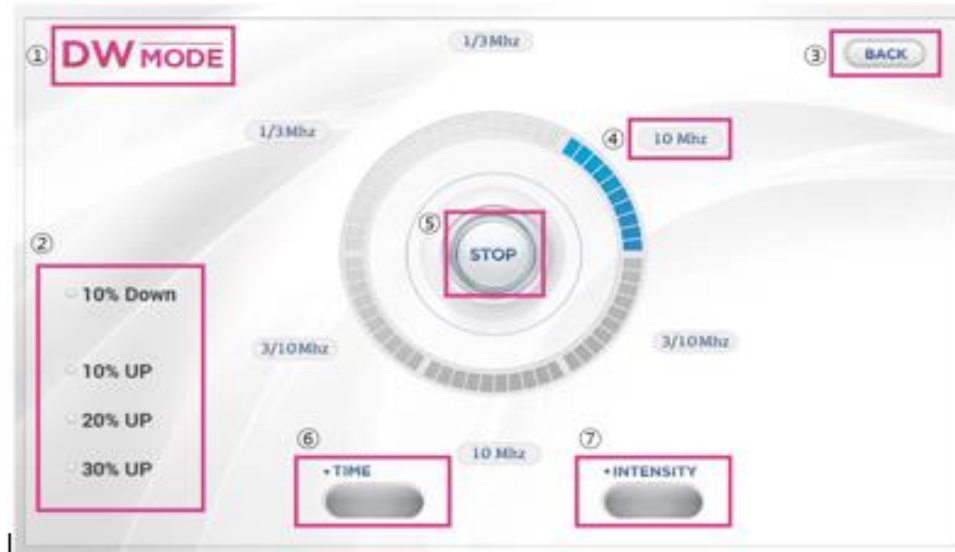 ① DW MODE
1/3Mhz
③ BACK
1/3Mhz
④ 10 Mhz
⑤ STOP
②
10% Down
10% UP
20% UP
30% UP
3/10Mhz
3/10Mhz
10 Mhz
⑥
TIME
⑦
INTENSITY